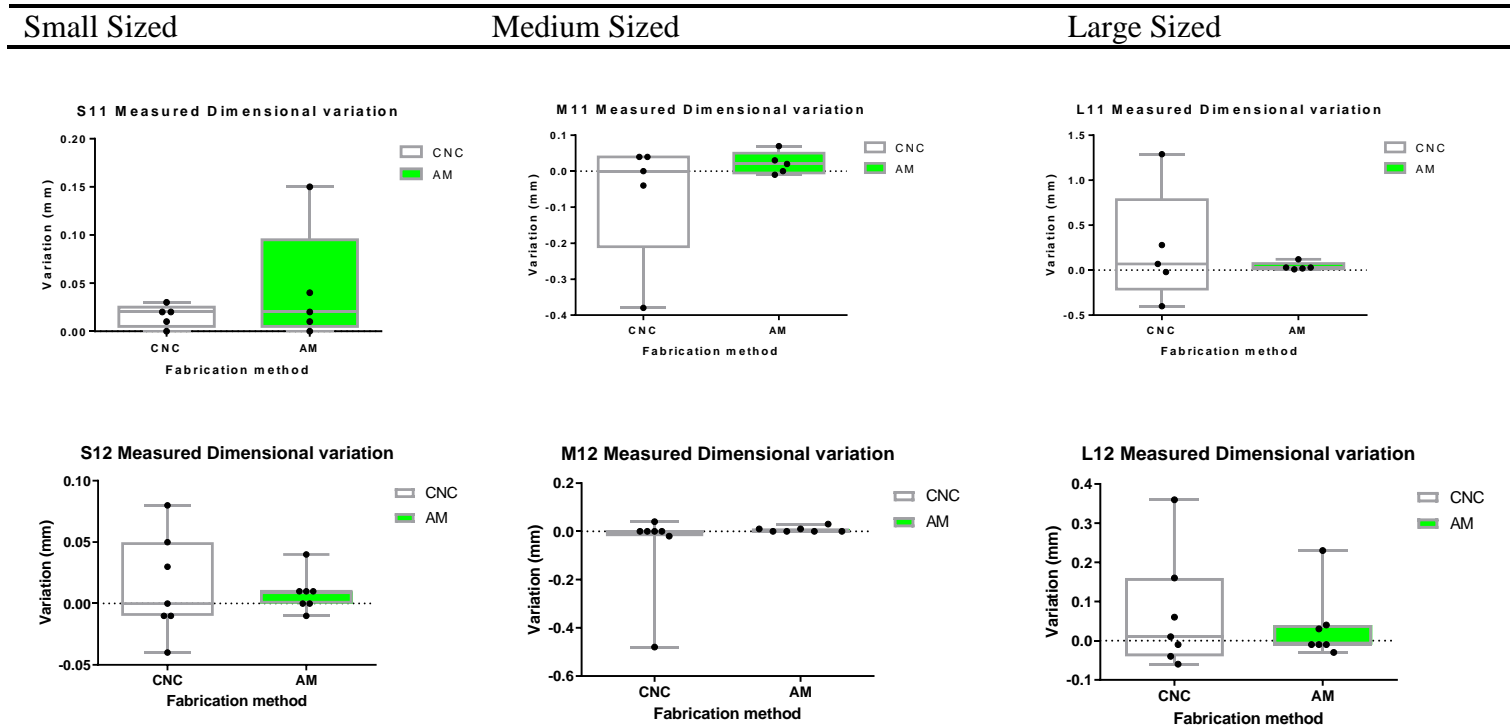 Small Sized Medium Sized Large Sized
S11 Measured Dimensional variation
0.20
0.15
0.10
0.05
0.00
Variation (mm)
CNC AM
Fabrication method
CNC
AM
M11 Measured Dimensional variation
0.1
0.0
-0.1
-0.2
-0.3
-0.4
Variation (mm)
CNC AM
Fabrication method
CNC
AM
L11 Measured Dimensional variation
1.5
1.0
0.5
0.0
-0.5
Variation (mm)
CNC AM
Fabrication method
CNC
AM
S12 Measured Dimensional variation
0.10
0.05
0.00
-0.05
Variation (mm)
CNC AM
Fabrication method
CNC
AM
M12 Measured Dimensional variation
0.2
0.0
-0.2
-0.4
-0.6
Variation (mm)
CNC AM
Fabrication method
CNC
AM
L12 Measured Dimensional variation
0.4
0.3
0.2
0.1
0.0
-0.1
Variation (mm)
CNC AM
Fabrication method
CNC
AM